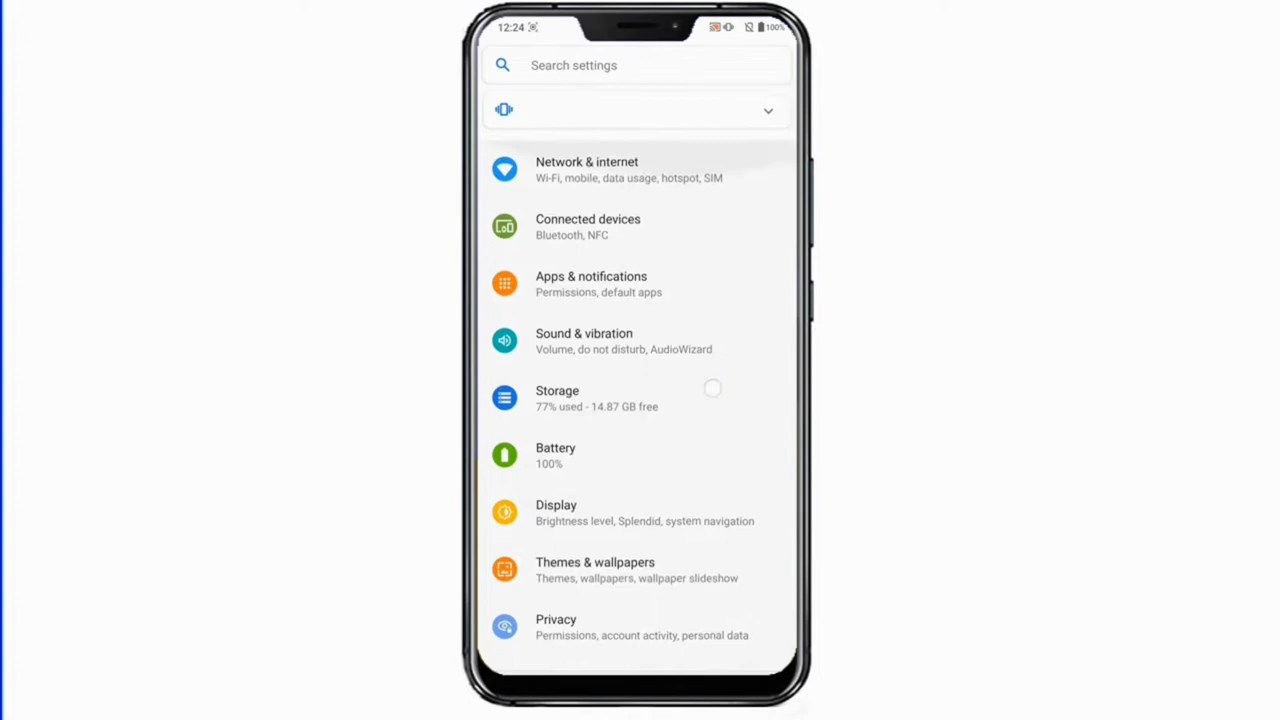 12:24
100%
Search settings
Network & internet
Wi-Fi, mobile, data usage, hotspot, SIM
Connected devices
Bluetooth, NFC
Apps & notifications
Permissions, default apps
Sound & vibration
Volume, do not disturb, AudioWizard
Storage
77% used - 14.87 GB free
Battery
100%
Display
Brightness level, Splendid, system navigation
Themes & wallpapers
Themes, wallpapers, wallpaper slideshow
Privacy
Permissions, account activity, personal data